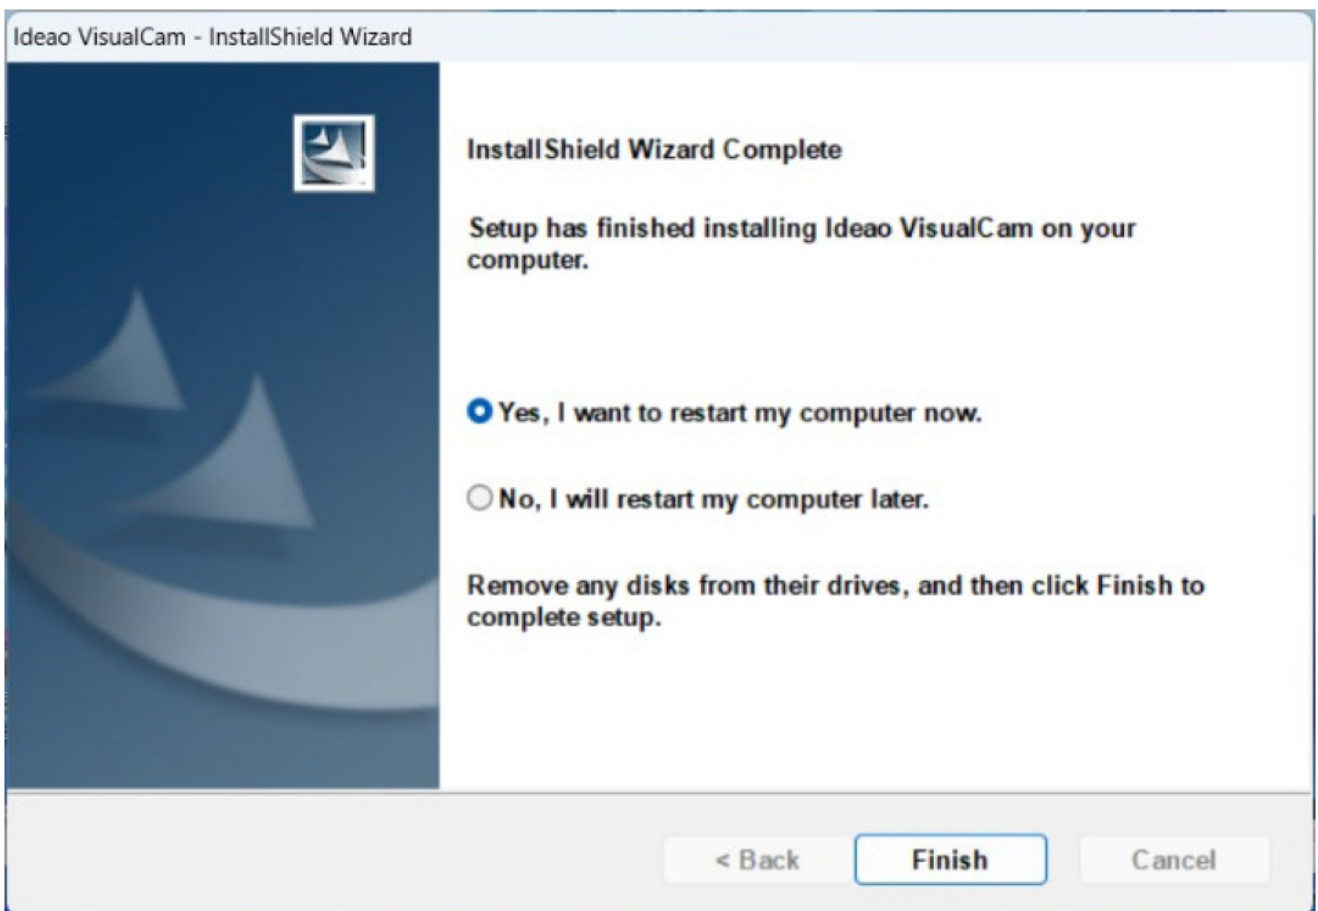 Ideao VisualCam - InstallShield Wizard
InstallShield Wizard Complete
Setup has finished installing Ideao VisualCam on your
computer.
Yes, I want to restart my computer now.
No, I will restart my computer later.
Remove any disks from their drives, and then click Finish to
complete setup.
< Back
Finish
Cancel